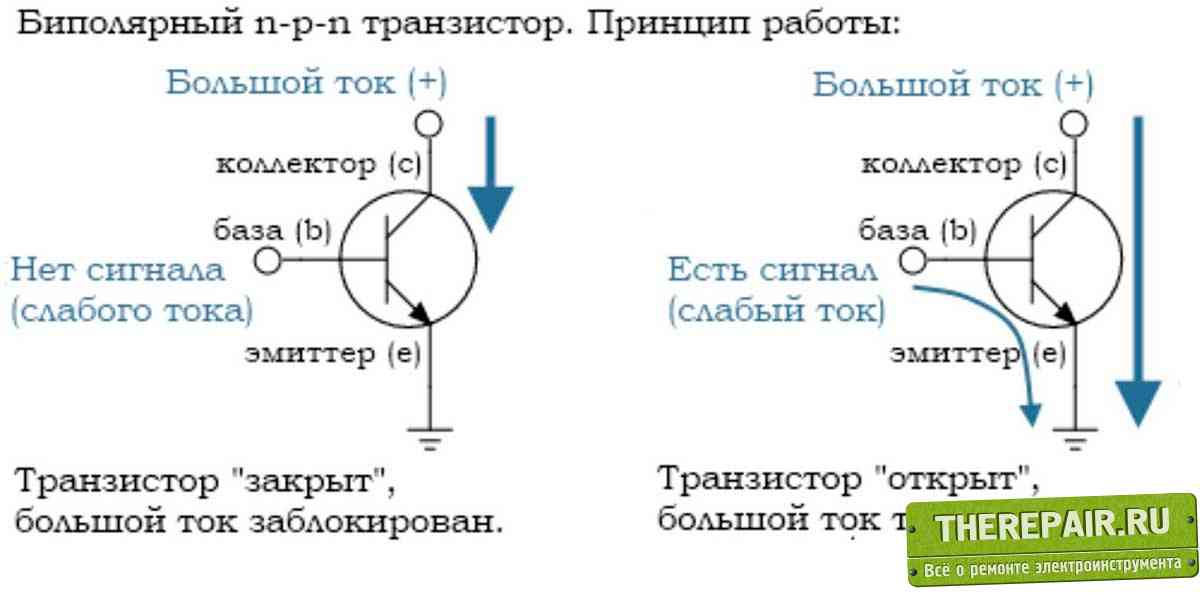 Биполярный n-p-n транзистор. Принцип работы:
Большой ток (+)
коллектор (c)
база (b)
Нет сигнала
(слабого тока)
эмиттер (e)
Транзистор "закрыт",
большой ток заблокирован.
Большой ток (+)
коллектор (c)
база (b)
Есть сигнал
(слабый ток)
эмиттер (e)
Транзистор "открыт",
большой ток
THEREPAIR.RU
Всё о ремонте электроинструмента